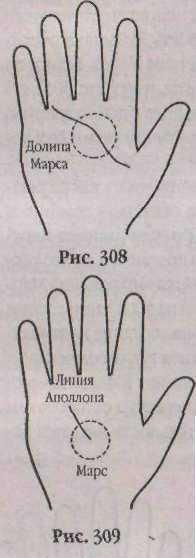 Долина
Марса
Рис. 308
Линия
Аполлона
Марс
Рис. 309